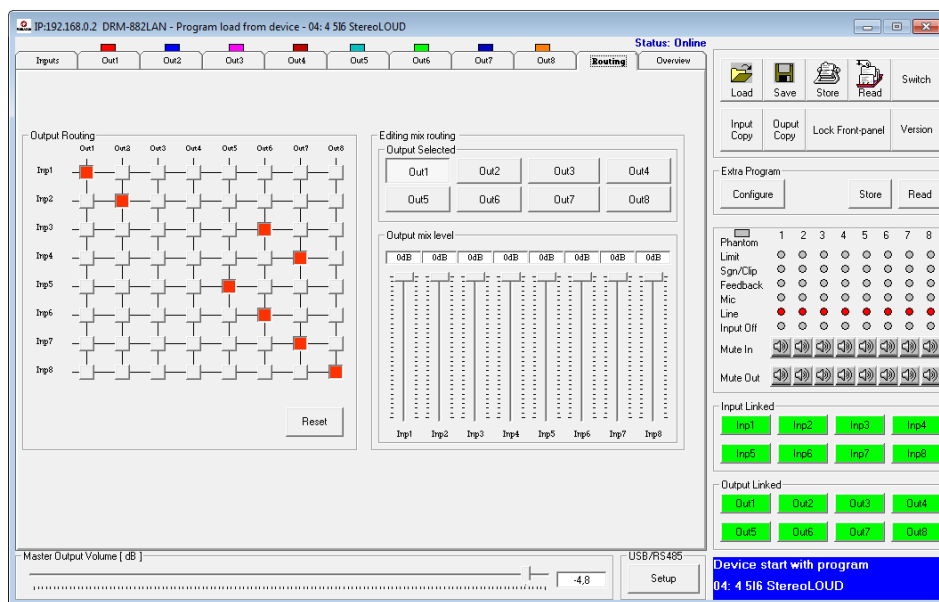 IP:192.168.0.2 DRM-882LAN - Program load from device - 04: 4 5I6 StereoLOUD
Status: Online
Inputs Out1 Out2 Out3 Out4 Out5 Out6 Out7 Out8 Routing Overview
Output Routing
Out1 Out2 Out3 Out4 Out5 Out6 Out7 Out8
Inp1
Inp2
Inp3
Inp4
Inp5
Inp6
Inp7
Inp8
Reset
Editing mix routing
Output Selected
Out1 Out2 Out3 Out4
Out5 Out6 Out7 Out8
Output mix level
0dB 0dB 0dB 0dB 0dB 0dB 0dB 0dB
Inp1 Inp2 Inp3 Inp4 Inp5 Inp6 Inp7 Inp8
Master Output Volume [ dB ]
-4,8
USB/RS485
Setup
Load Save Store Read Switch
Input Copy Ouput Copy Lock Front-panel Version
Extra Program
Configure Store Read
1 2 3 4 5 6 7 8
Phantom
Limit
Sgn/Clip
Feedback
Mic
Line
Input Off
Mute In
Mute Out
Input Linked
Inp1 Inp2 Inp3 Inp4
Inp5 Inp6 Inp7 Inp8
Output Linked
Out1 Out2 Out3 Out4
Out5 Out6 Out7 Out8
Device start with program
04: 4 5I6 StereoLOUD